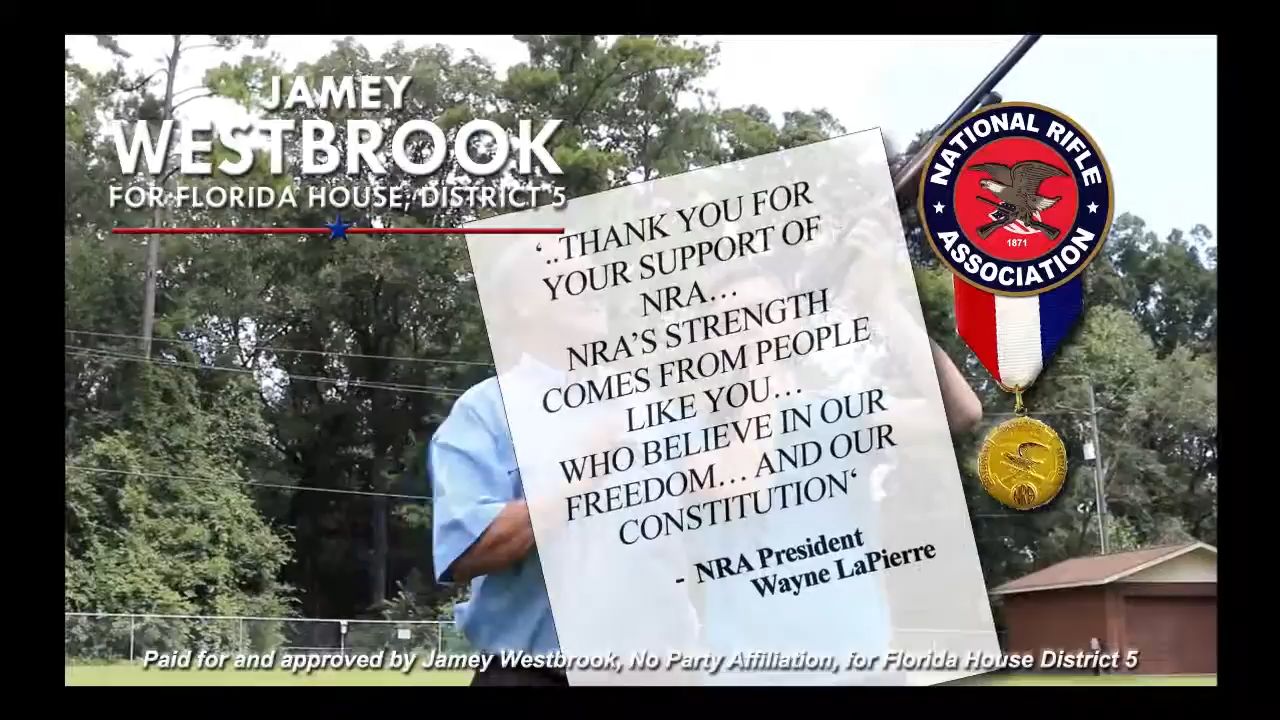 JAMEY
WESTBROOK
FOR FLORIDA HOUSE, DISTRICT 5
‘..THANK YOU FOR
YOUR SUPPORT OF
NRA...
NRA’S STRENGTH
COMES FROM PEOPLE
LIKE YOU...
WHO BELIEVE IN OUR
FREEDOM... AND OUR
CONSTITUTION‘
- NRA President
Wayne LaPierre
NATIONAL RIFLE
1871
ASSOCIATION
NRA
Paid for and approved by Jamey Westbrook, No Party Affiliation, for Florida House District 5